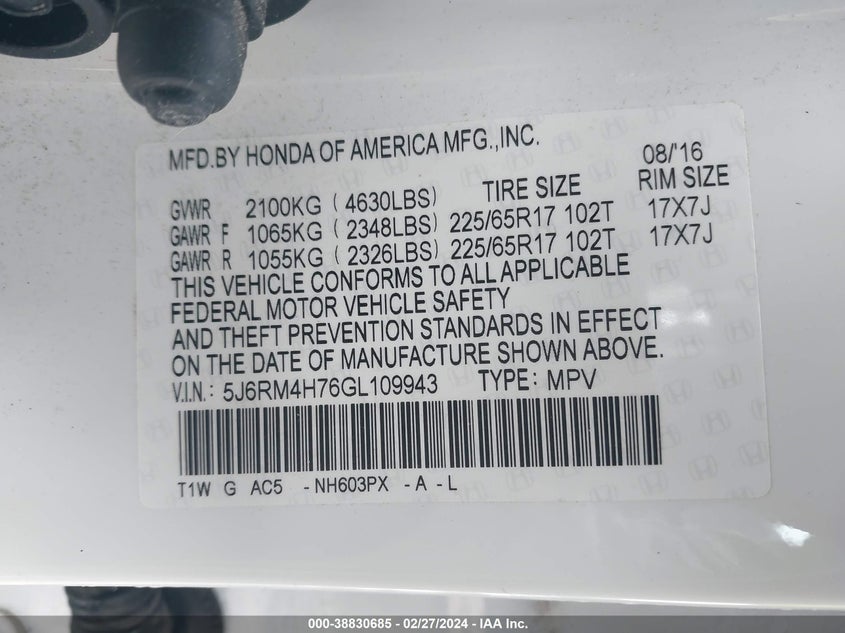 MFD.BY HONDA OF AMERICA MFG.,INC. 08/'16
TIRE SIZE RIM SIZE
GVWR 2100KG (4630LBS)
GAWR F 1065KG (2348LBS) 225/65R17 102T 17X7J
GAWR R 1055KG (2326LBS) 225/65R17 102T 17X7J
THIS VEHICLE CONFORMS TO ALL APPLICABLE
FEDERAL MOTOR VEHICLE SAFETY
AND THEFT PREVENTION STANDARDS IN EFFECT
ON THE DATE OF MANUFACTURE SHOWN ABOVE.
V.I.N.: 5J6RM4H76GL109943 TYPE: MPV
T1W G AC5 -NH603PX -A -L
000-38830685 - 02/27/2024 - IAA Inc.